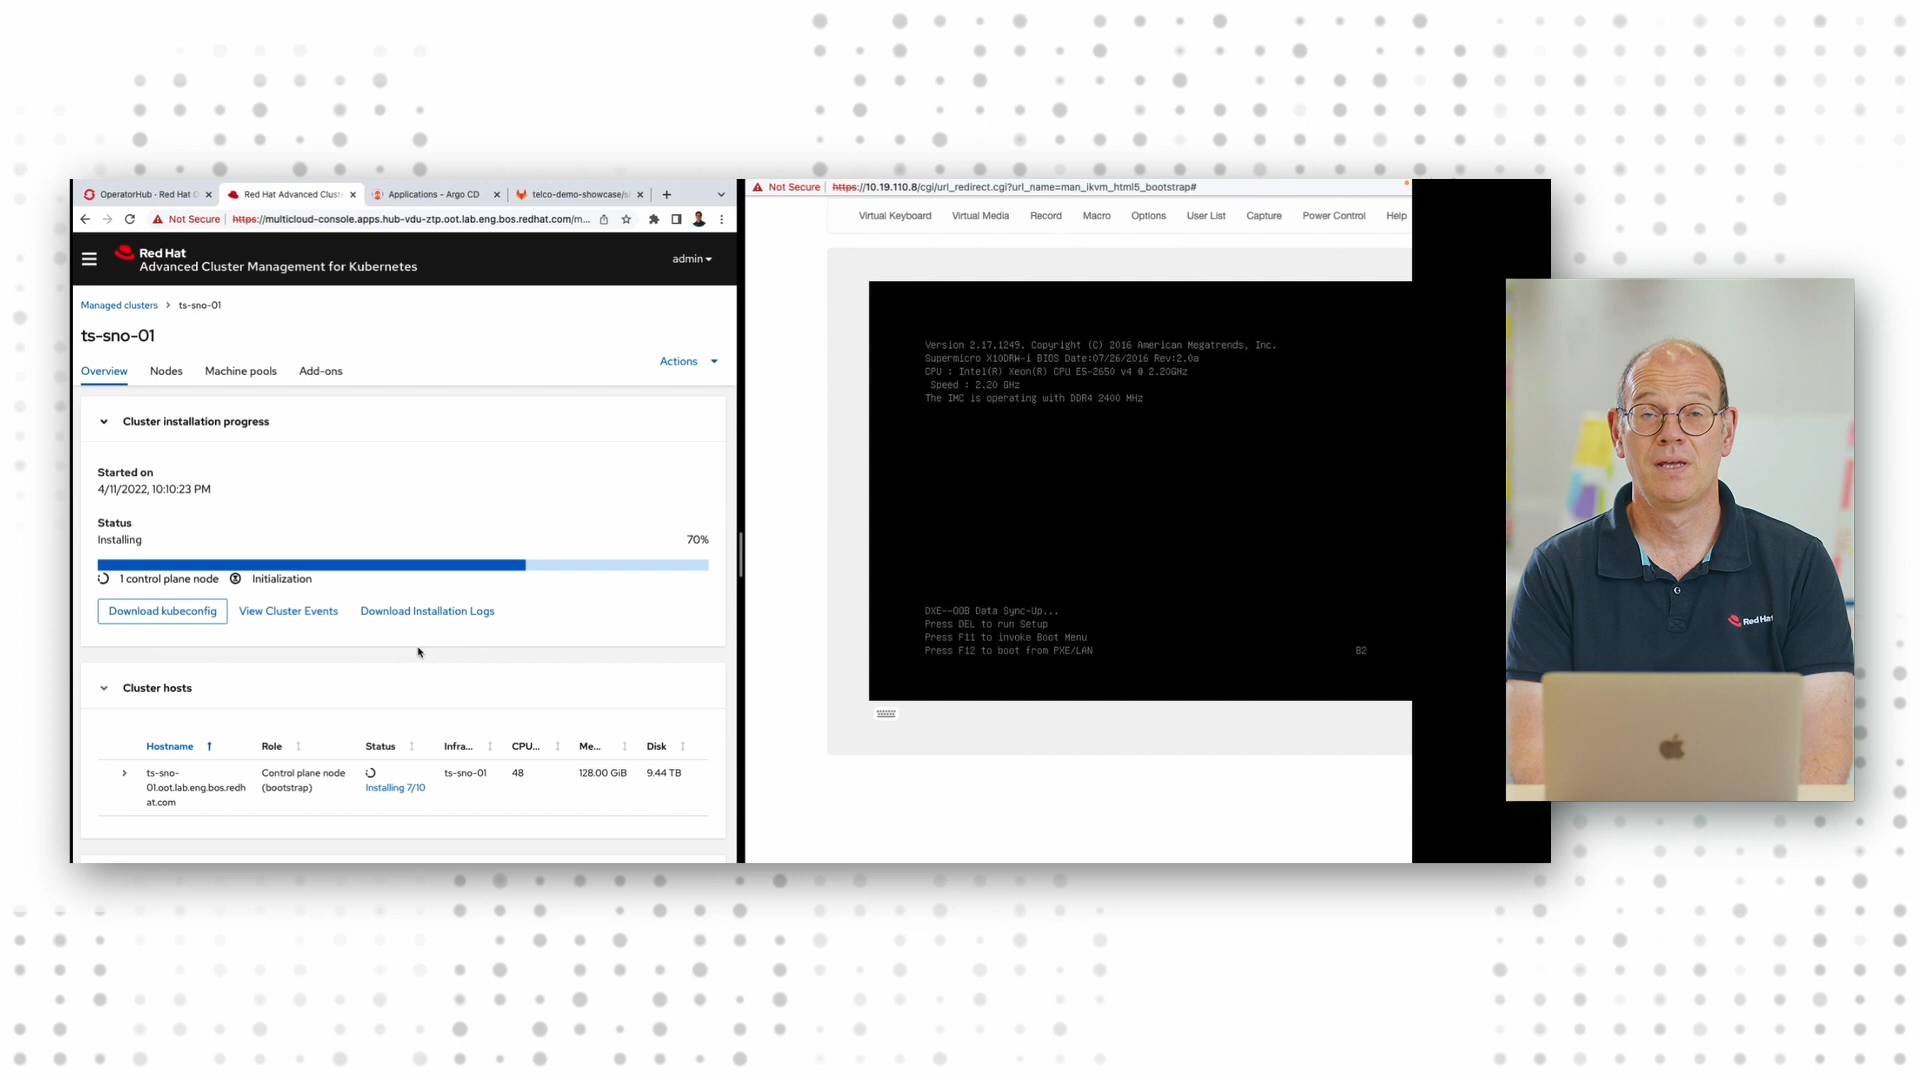 OperatorHub · Red Hat O
Red Hat Advanced Cluste
Applications - Argo CD
telco-demo-showcase/si
Not Secure
https://multicloud-console.apps.hub-vdu-ztp.oot.lab.eng.bos.redhat.com/m...
Red Hat
Advanced Cluster Management for Kubernetes
admin
Managed clusters > ts-sno-01
ts-sno-01
Actions
Overview
Nodes
Machine pools
Add-ons
Cluster installation progress
Started on
4/11/2022, 10:10:23 PM
Status
Installing
70%
1 control plane node
Initialization
Download kubeconfig
View Cluster Events
Download Installation Logs
Cluster hosts
Hostname Role Status Infra... CPU... Me... Disk
ts-sno-
01.oot.lab.eng.bos.redh
at.com
Control plane node
(bootstrap)
Installing 7/10
ts-sno-01
48
128.00 GiB
9.44 TB
Not Secure
https://10.19.110.8/cgi/url_redirect.cgi?url_name=man_ikvm_html5_bootstrap#
Virtual Keyboard Virtual Media Record Macro Options User List Capture Power Control Help
Version 2.17.1249. Copyright (C) 2016 American Megatrends, Inc.
Supermicro X10DRW-i BIOS Date:07/26/2016 Rev:2.0a
CPU : Intel(R) Xeon(R) CPU E5-2650 v4 @ 2.20GHz
Speed : 2.20 GHz
The IMC is operating with DDR4 2400 MHz
DXE--OOB Data Sync-Up...
Press DEL to run Setup
Press F11 to invoke Boot Menu
Press F12 to boot from PXE/LAN
B2
Red Hat